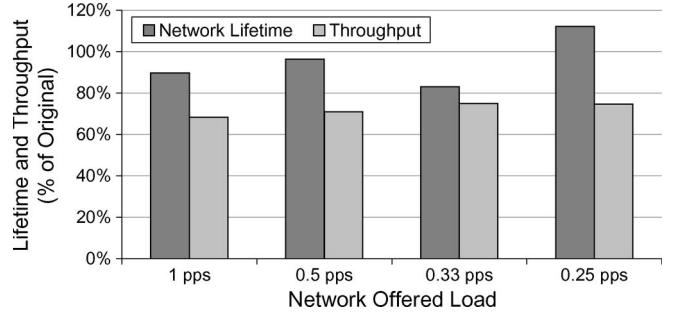 120%
100%
80%
60%
40%
20%
0%
Lifetime and Throughput
(% of Original)
Network Lifetime
Throughput
1 pps
0.5 pps
0.33 pps
0.25 pps
Network Offered Load